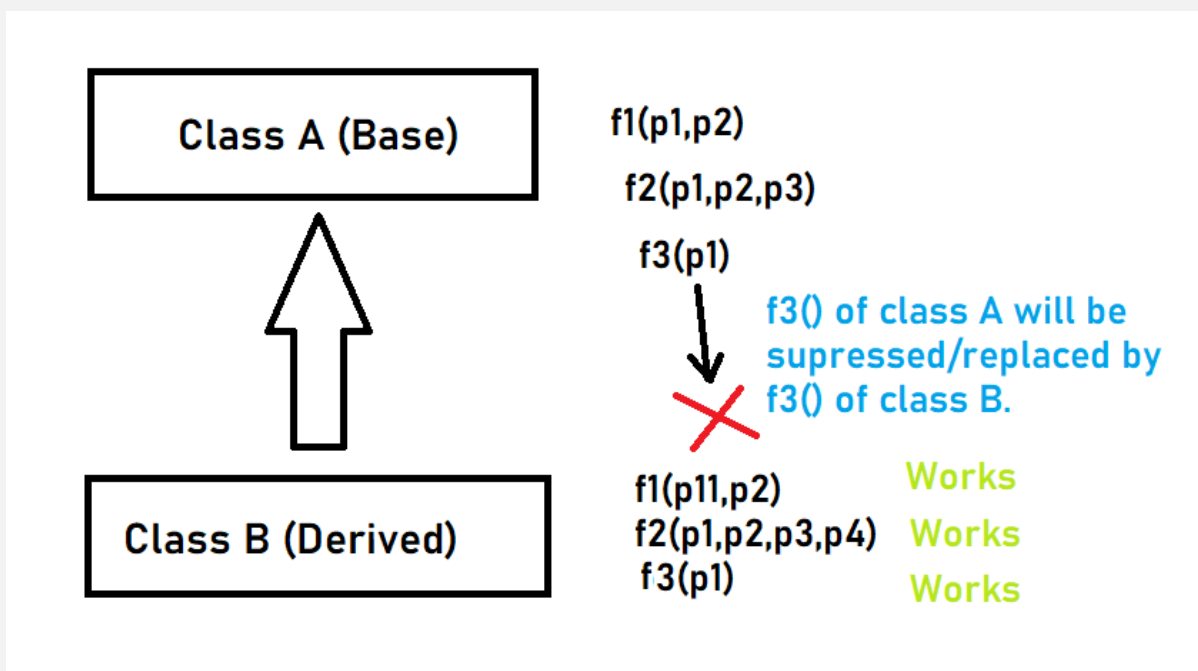 Class A (Base)
f1(p1,p2)
f2(p1,p2,p3)
f3(p1)
f3() of class A will be
supressed/replaced by
f3() of class B.
Class B (Derived)
f1(p11,p2)
Works
f2(p1,p2,p3,p4)
Works
f3(p1)
Works